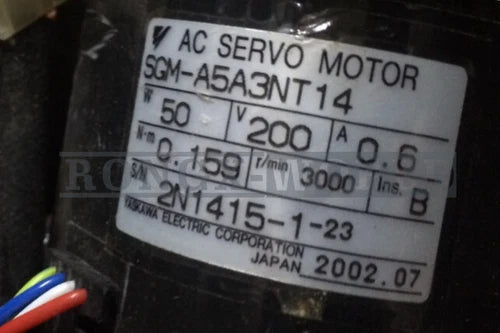 AC SERVO MOTOR
SGM-A5A3NT14
W 50 V 200 A 0.6
N·m 0.159 r/min 3000 Ins. B
S/N 2N1415-1-23
YASKAWA ELECTRIC CORPORATION
JAPAN 2002.07